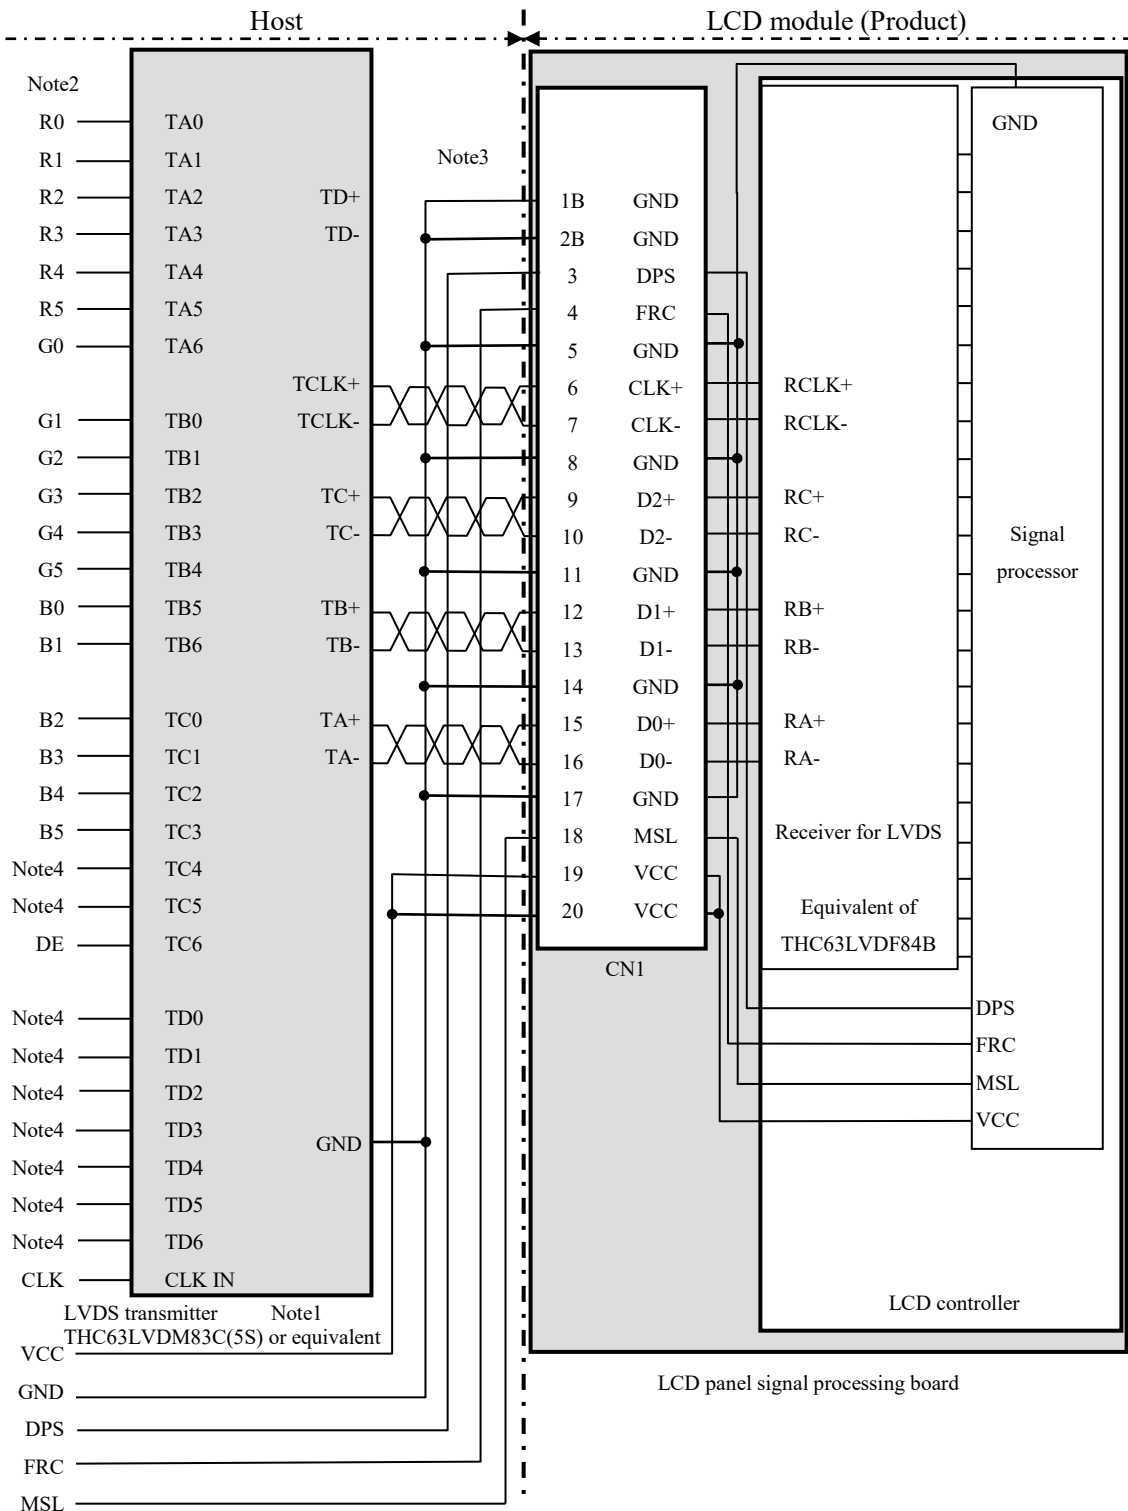 Host
LCD module (Product)
Note2
R0 TA0
R1 TA1
R2 TA2 TD+
R3 TA3 TD-
R4 TA4
R5 TA5
G0 TA6
TCLK+
G1 TB0 TCLK-
G2 TB1
G3 TB2 TC+
G4 TB3 TC-
G5 TB4
B0 TB5 TB+
B1 TB6 TB-
B2 TC0 TA+
B3 TC1 TA-
B4 TC2
B5 TC3
Note4 TC4
Note4 TC5
DE TC6
Note4 TD0
Note4 TD1
Note4 TD2
Note4 TD3
GND
Note4 TD4
Note4 TD5
Note4 TD6
CLK CLK IN
LVDS transmitter Note1
THC63LVDM83C(5S) or equivalent
VCC
GND
DPS
FRC
MSL
Note3
1B GND
2B GND
3 DPS
4 FRC
5 GND
6 CLK+
7 CLK-
8 GND
9 D2+
10 D2-
11 GND
12 D1+
13 D1-
14 GND
15 D0+
16 D0-
17 GND
18 MSL
19 VCC
20 VCC
CN1
RCLK+
RCLK-
RC+
RC-
RB+
RB-
RA+
RA-
Receiver for LVDS
Equivalent of
THC63LVDF84B
GND
Signal
processor
DPS
FRC
MSL
VCC
LCD controller
LCD panel signal processing board